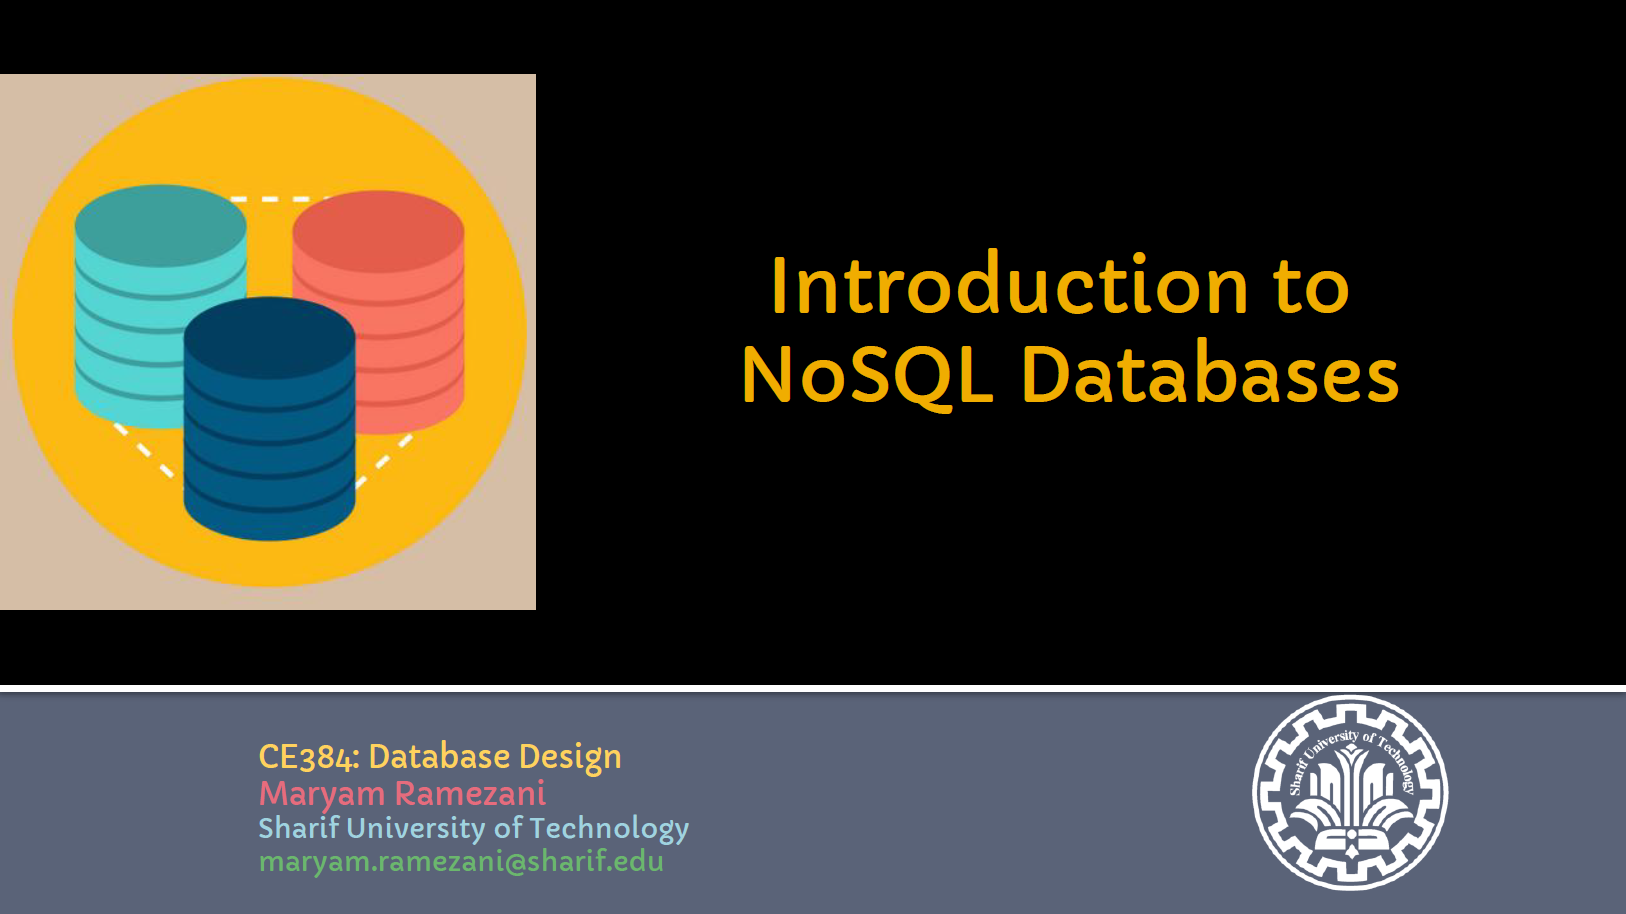 Introduction to
NoSQL Databases
CE384: Database Design
Maryam Ramezani
Sharif University of Technology
maryam.ramezani@sharif.edu
Sharif University of Technology